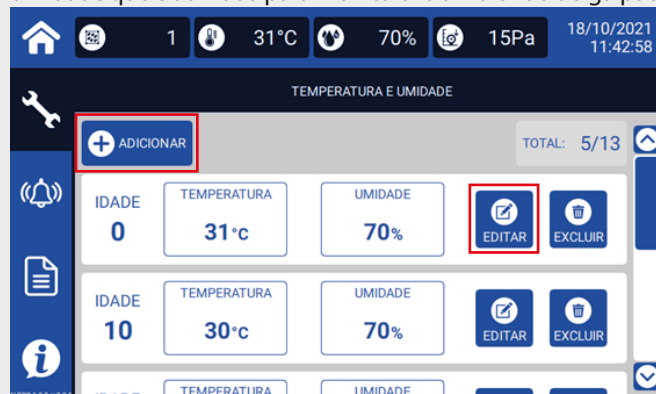 1 31°C 70% 15Pa 18/10/2021
11:42:58
TEMPERATURA E UMIDADE
ADICIONAR TOTAL: 5/13
IDADE TEMPERATURA UMIDADE
0 31°C 70% EDITAR EXCLUIR
IDADE TEMPERATURA UMIDADE
10 30°C 70% EDITAR EXCLUIR
TEMPERATURA UMIDADE